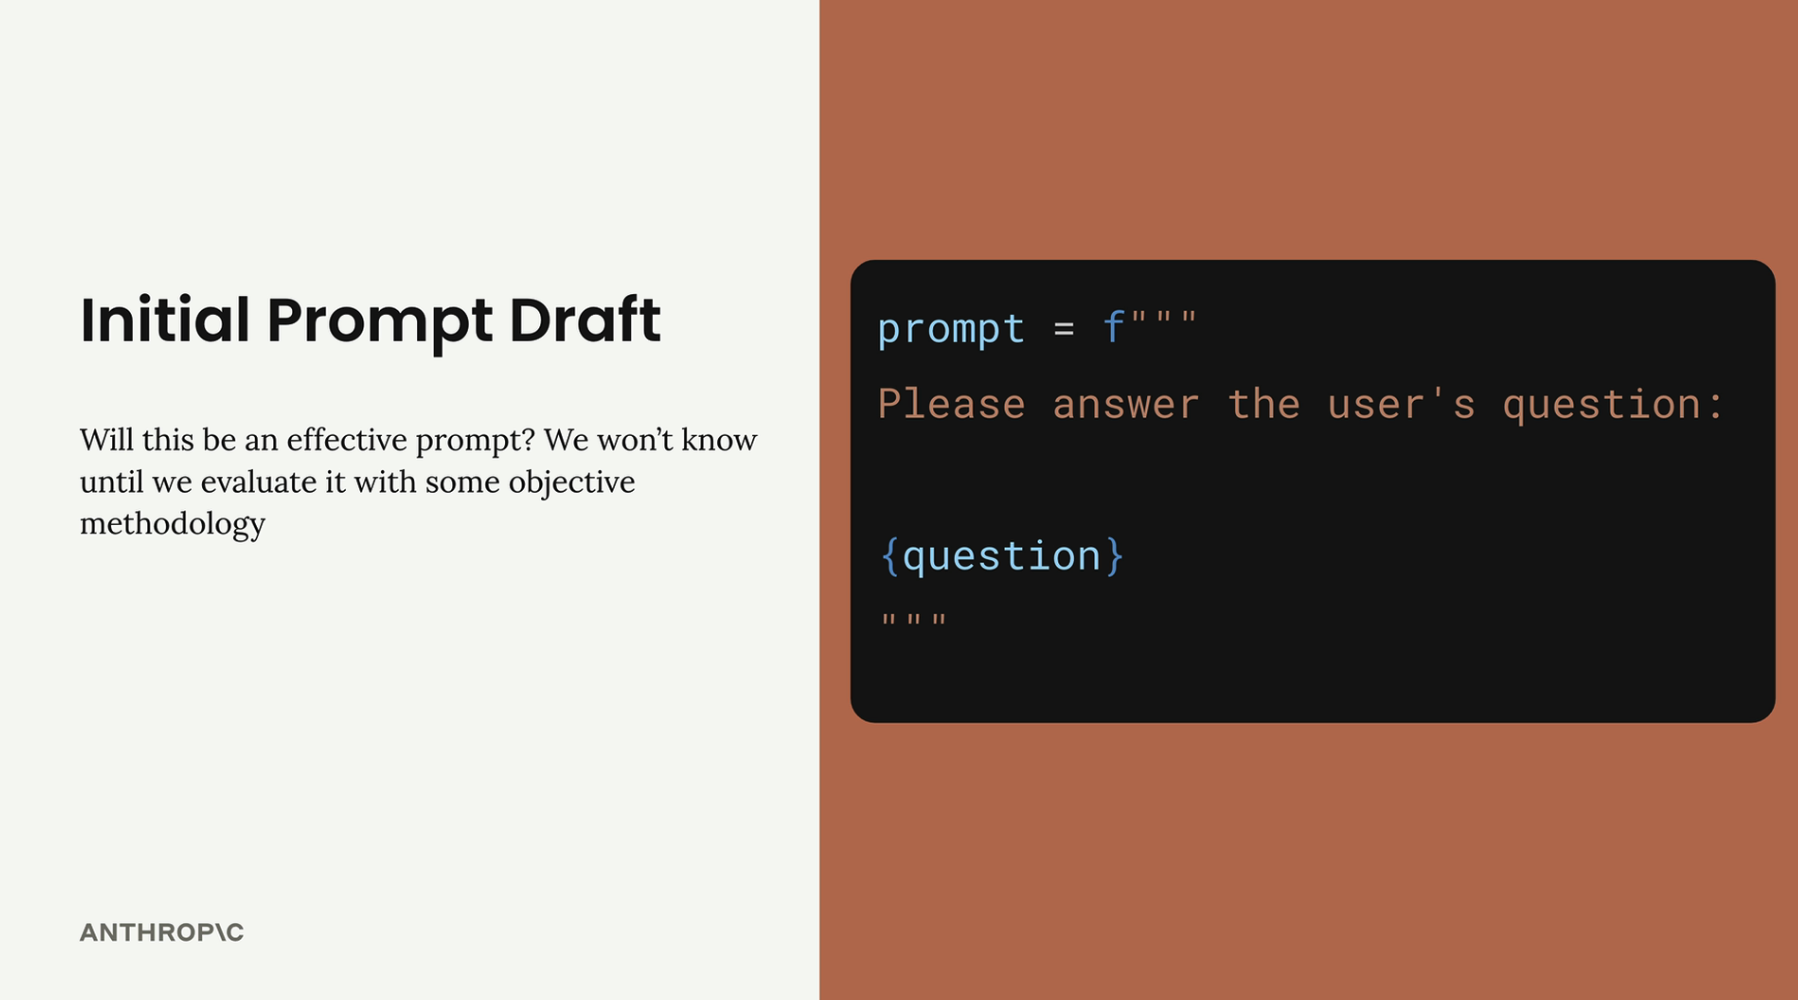 Initial Prompt Draft
Will this be an effective prompt? We won’t know
until we evaluate it with some objective
methodology
ANTHROP\C
prompt = f"""
Please answer the user's question:
{question}
"""